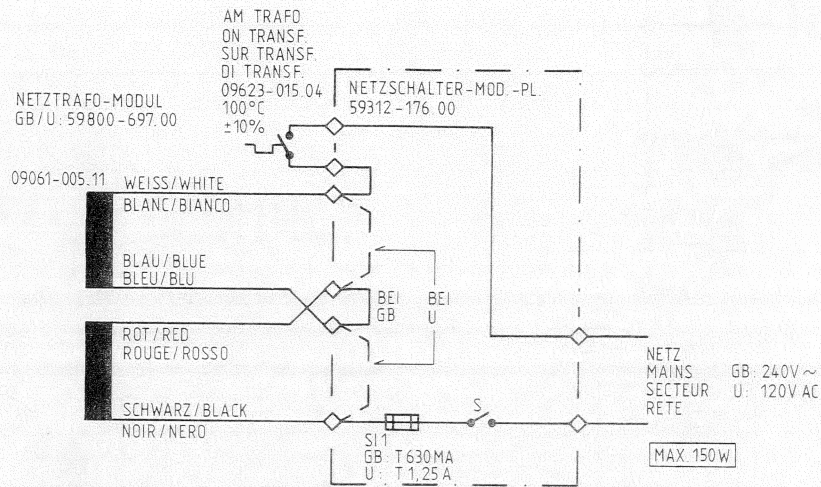 AM TRAFO
ON TRANSF.
SUR TRANSF.
DI TRANSF.
09623-015.04
100°C
±10%
NETZTRAFO-MODUL
GB/U: 59800-697.00
NETZSCHALTER-MOD.-PL.
59312-176.00
09061-005.11
WEISS/WHITE
BLANC/BIANCO
BLAU/BLUE
BLEU/BLU
BEI
GB
BEI
U
ROT/RED
ROUGE/ROSSO
SCHWARZ/BLACK
NOIR/NERO
SI1
GB: T630MA
U: T1,25A
S
NETZ
MAINS GB: 240V~
SECTEUR U: 120V AC
RETE
MAX. 150W